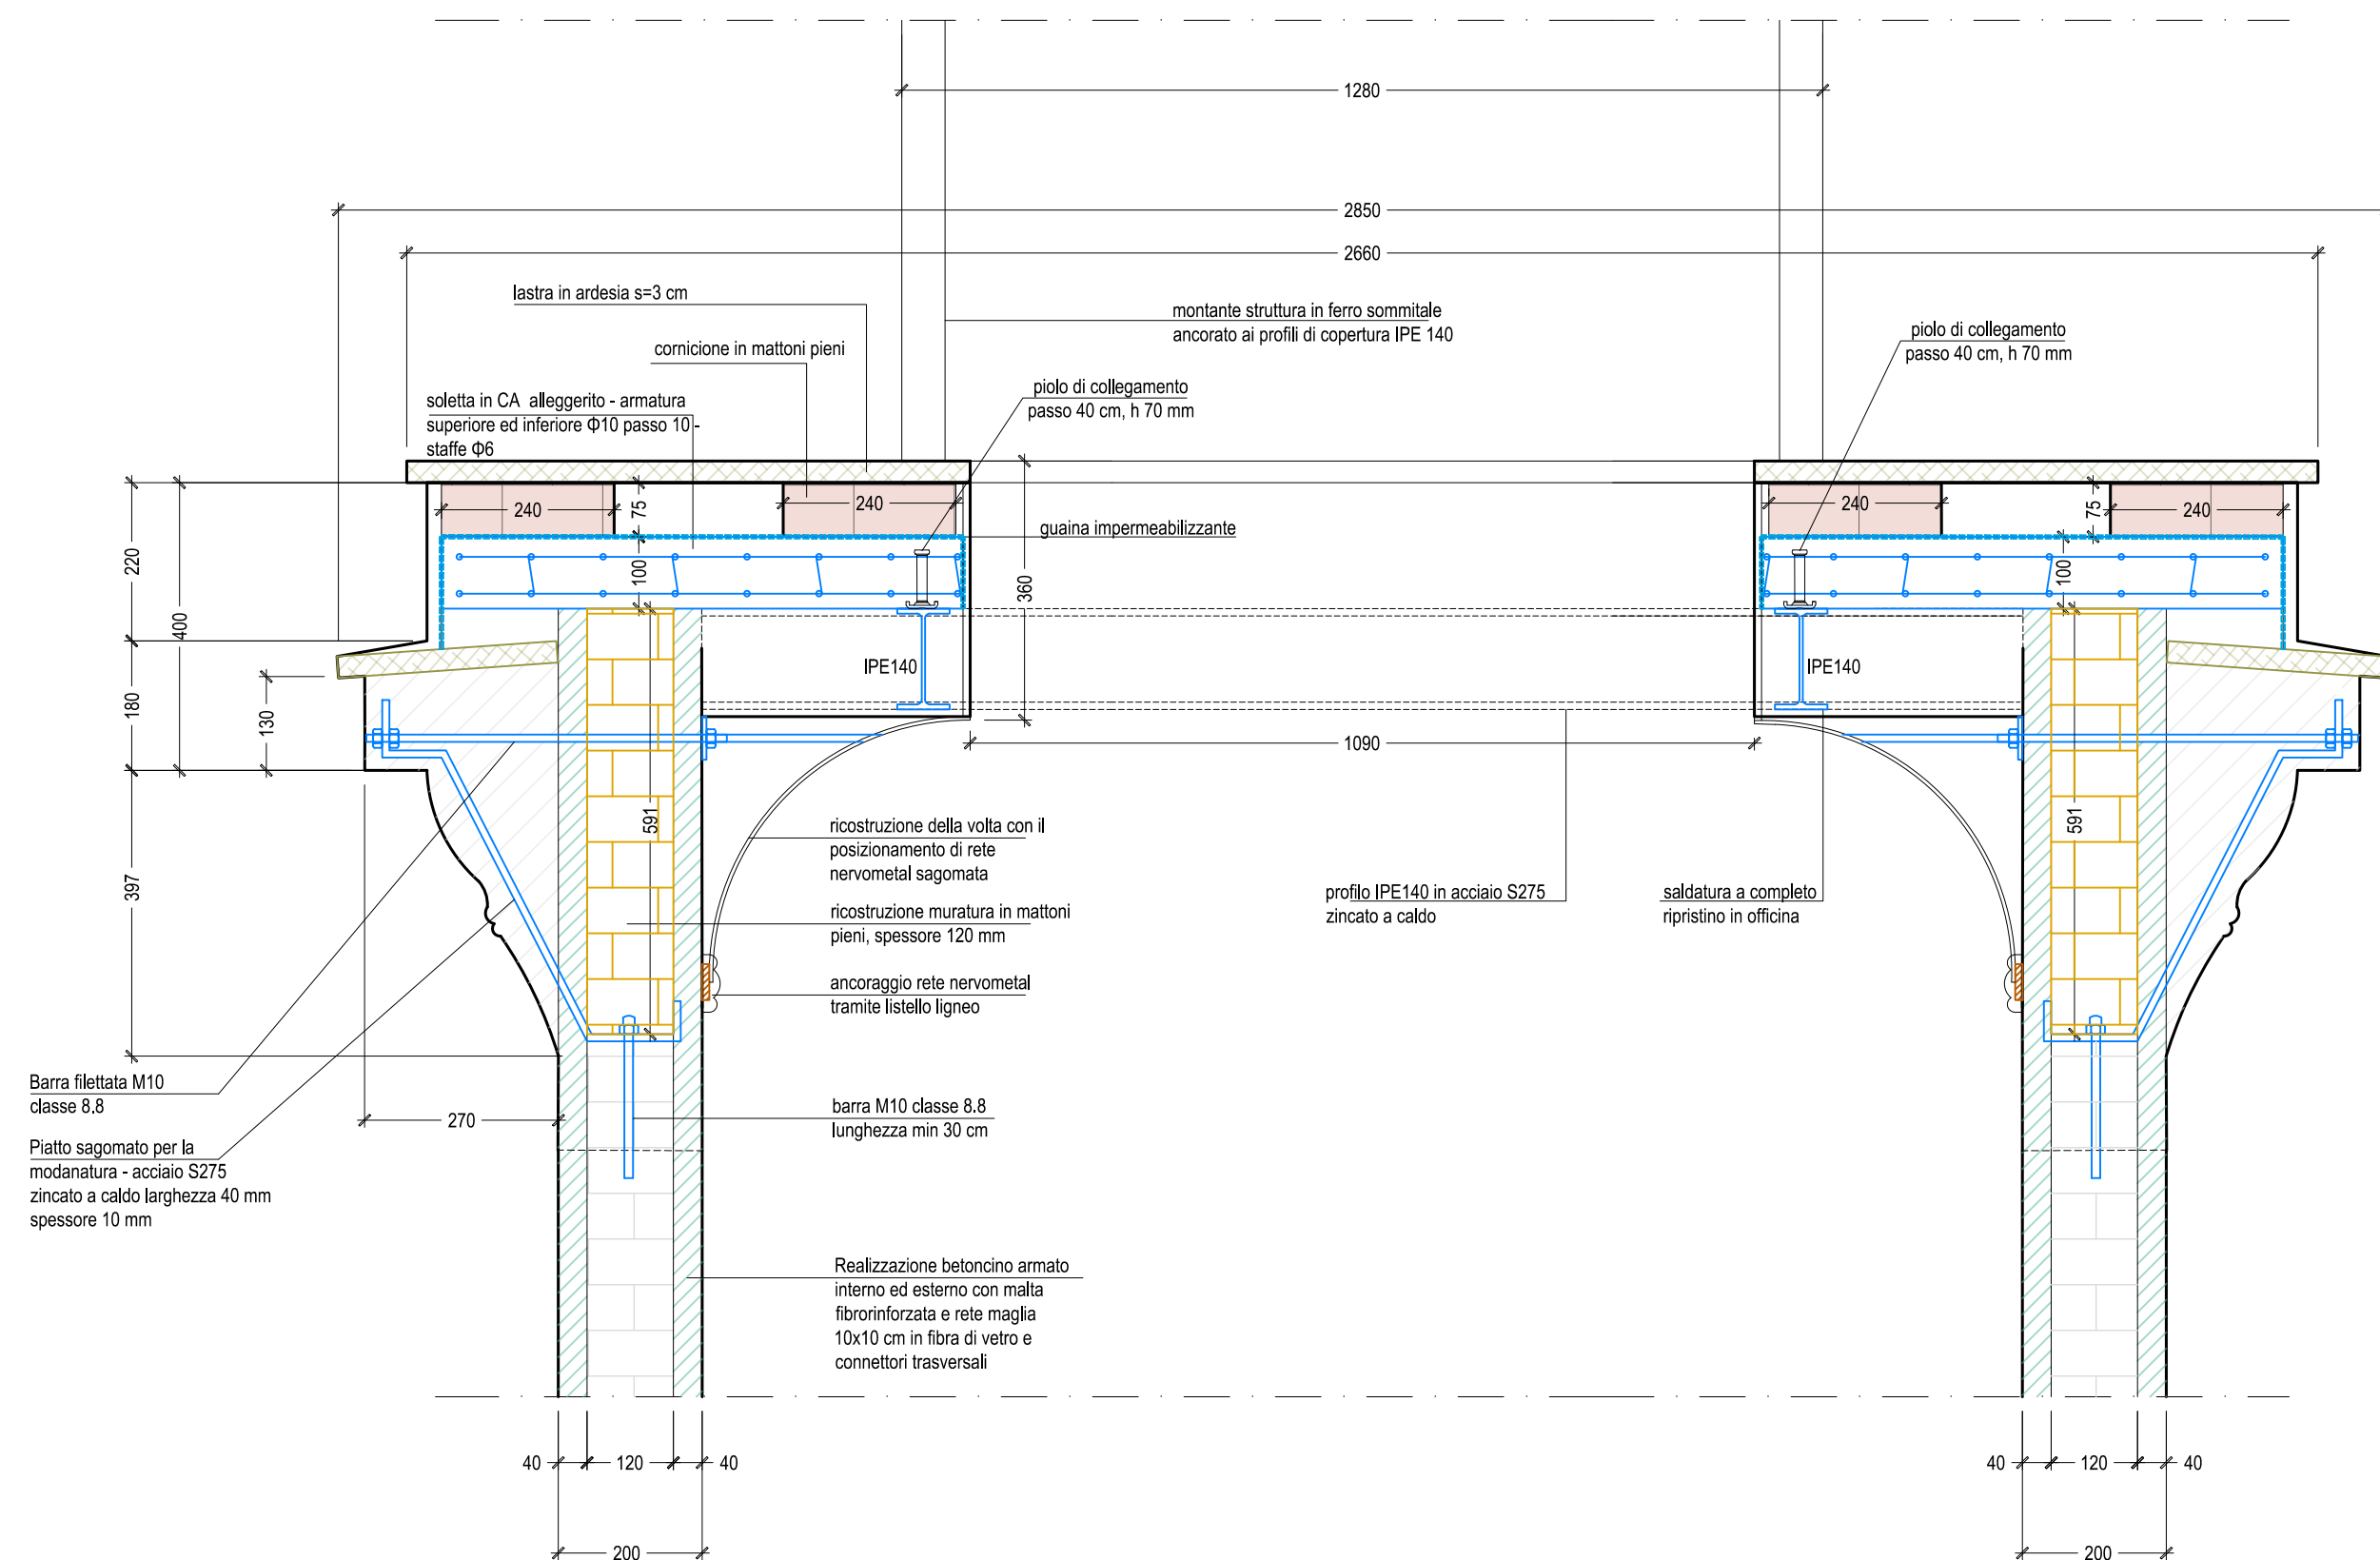 1280
2850
2660
lastra in ardesia s=3 cm
montante struttura in ferro sommitale
ancorato ai profili di copertura IPE 140
piolo di collegamento
passo 40 cm, h 70 mm
cornicione in mattoni pieni
piolo di collegamento
passo 40 cm, h 70 mm
soletta in CA alleggerito - armatura
superiore ed inferiore Φ10 passo 10 -
staffe Φ6
240
75
240
240
75
240
guaina impermeabilizzante
220
400
100
360
100
IPE140
IPE140
180
130
1090
591
591
397
ricostruzione della volta con il
posizionamento di rete
nervometal sagomata
profilo IPE140 in acciaio S275
zincato a caldo
saldatura a completo
ripristino in officina
ricostruzione muratura in mattoni
pieni, spessore 120 mm
ancoraggio rete nervometal
tramite listello ligneo
Barra filettata M10
classe 8.8
270
barra M10 classe 8.8
lunghezza min 30 cm
Piatto sagomato per la
modanatura - acciaio S275
zincato a caldo larghezza 40 mm
spessore 10 mm
Realizzazione betoncino armato
interno ed esterno con malta
fibrorinforzata e rete maglia
10x10 cm in fibra di vetro e
connettori trasversali
40
120
40
40
120
40
200
200